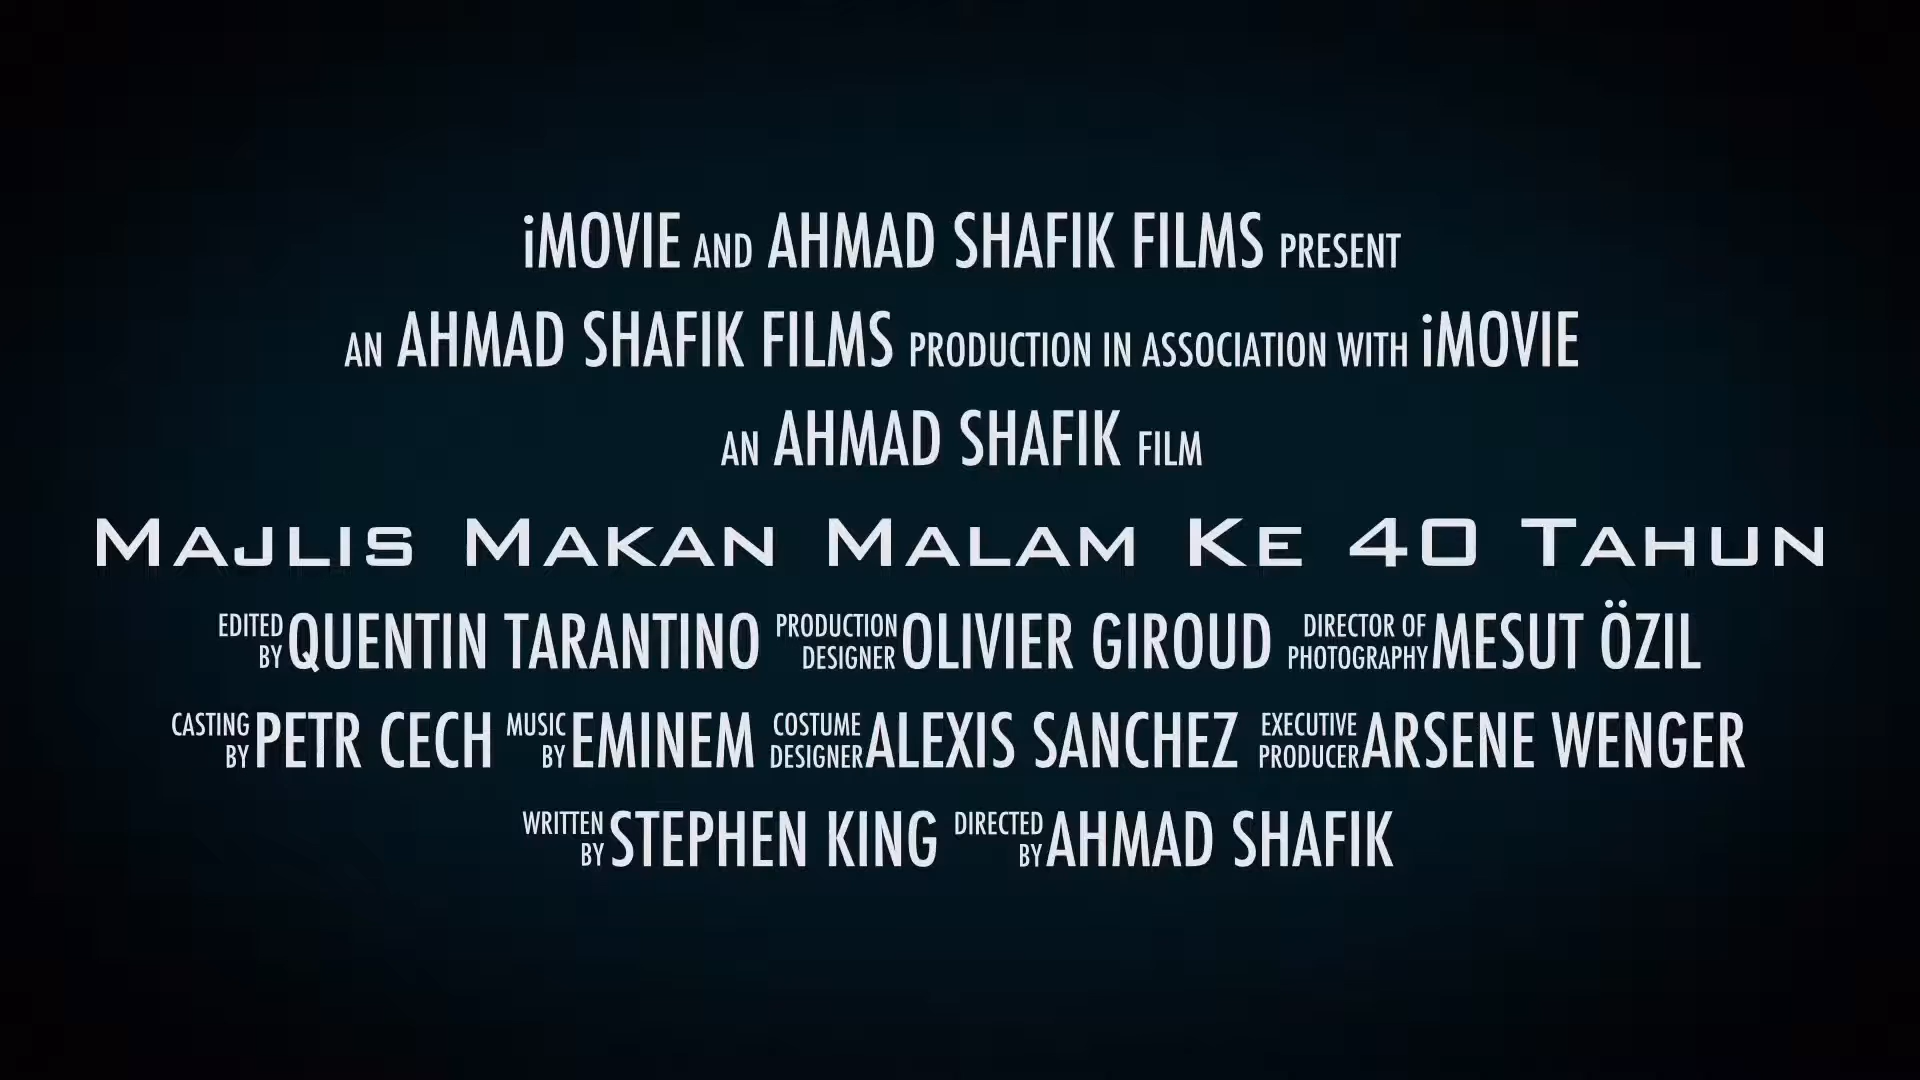 iMOVIE AND AHMAD SHAFIK FILMS PRESENT
AN AHMAD SHAFIK FILMS PRODUCTION IN ASSOCIATION WITH iMOVIE
AN AHMAD SHAFIK FILM
MAJLIS MAKAN MALAM KE 40 TAHUN
EDITED BY QUENTIN TARANTINO PRODUCTION DESIGNER OLIVIER GIROUD DIRECTOR OF PHOTOGRAPHY MESUT ÖZIL
CASTING BY PETR CECH MUSIC BY EMINEM COSTUME DESIGNER ALEXIS SANCHEZ EXECUTIVE PRODUCER ARSENE WENGER
WRITTEN BY STEPHEN KING DIRECTED BY AHMAD SHAFIK